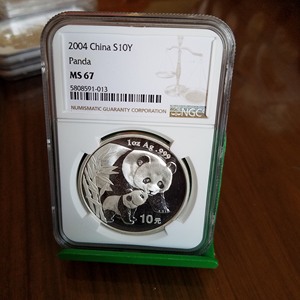 2004 China S10Y
Panda
MS 67
5808591-013
NUMISMATIC GUARANTY CORPORATION
NGC
1oz Ag .999
10元